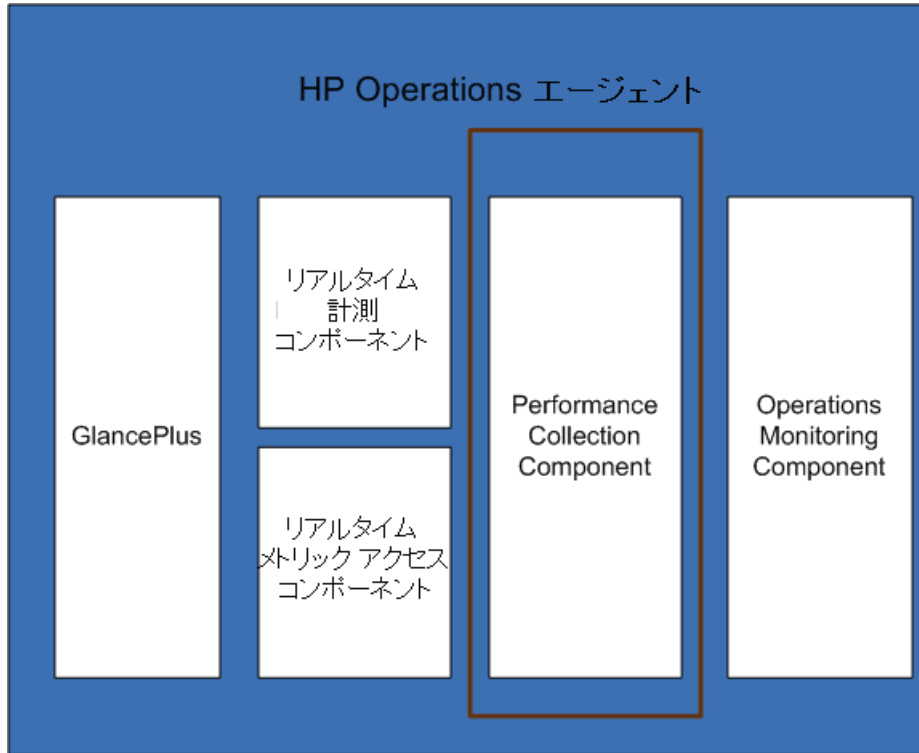 HP Operations エージェント
GlancePlus
リアルタイム
計測
コンポーネント
リアルタイム
メトリック アクセス
コンポーネント
Performance
Collection
Component
Operations
Monitoring
Component